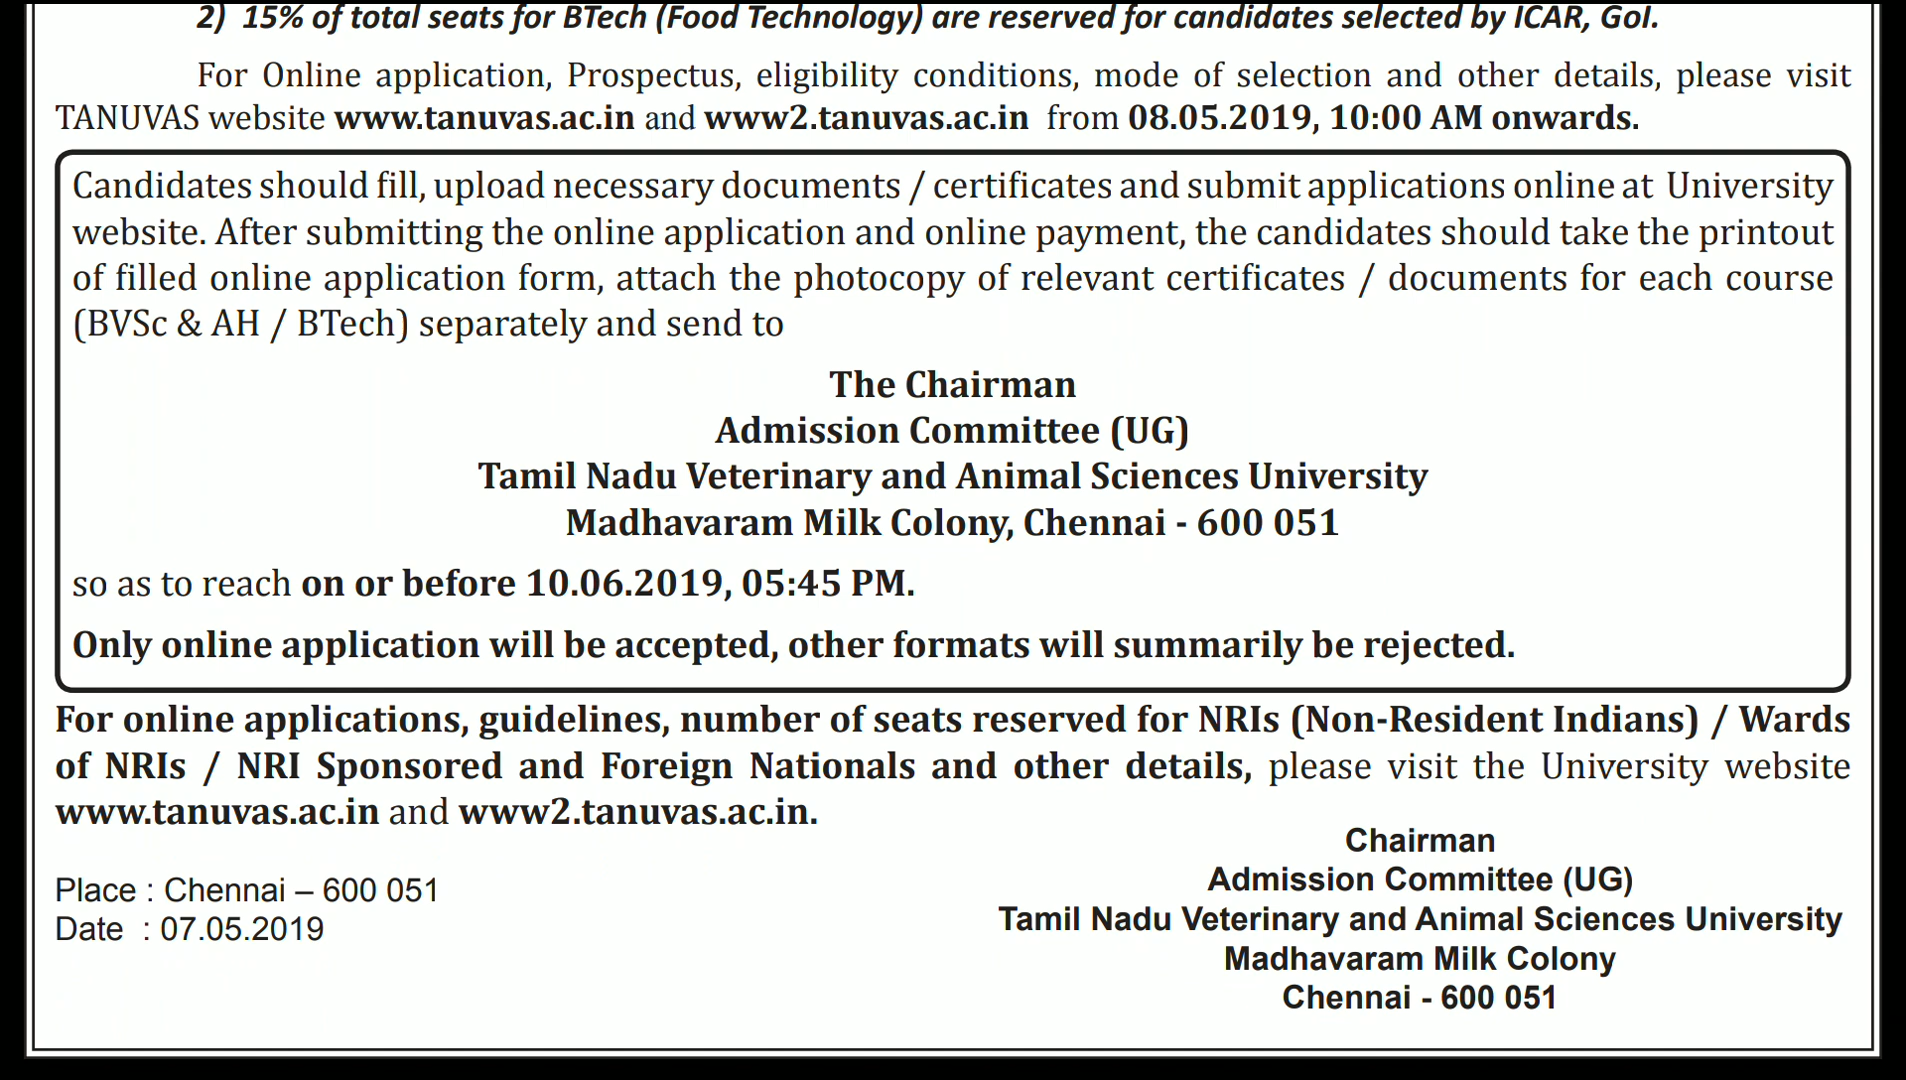 2) 15% of total seats for BTech (Food Technology) are reserved for candidates selected by ICAR, GoI.
For Online application, Prospectus, eligibility conditions, mode of selection and other details, please visit
TANUVAS website www.tanuvas.ac.in and www2.tanuvas.ac.in from 08.05.2019, 10:00 AM onwards.
Candidates should fill, upload necessary documents / certificates and submit applications online at University
website. After submitting the online application and online payment, the candidates should take the printout
of filled online application form, attach the photocopy of relevant certificates / documents for each course
(BVSc & AH / BTech) separately and send to
The Chairman
Admission Committee (UG)
Tamil Nadu Veterinary and Animal Sciences University
Madhavaram Milk Colony, Chennai - 600 051
so as to reach on or before 10.06.2019, 05:45 PM.
Only online application will be accepted, other formats will summarily be rejected.
For online applications, guidelines, number of seats reserved for NRIs (Non-Resident Indians) / Wards
of NRIs / NRI Sponsored and Foreign Nationals and other details, please visit the University website
www.tanuvas.ac.in and www2.tanuvas.ac.in.
Place : Chennai – 600 051
Date : 07.05.2019
Chairman
Admission Committee (UG)
Tamil Nadu Veterinary and Animal Sciences University
Madhavaram Milk Colony
Chennai - 600 051